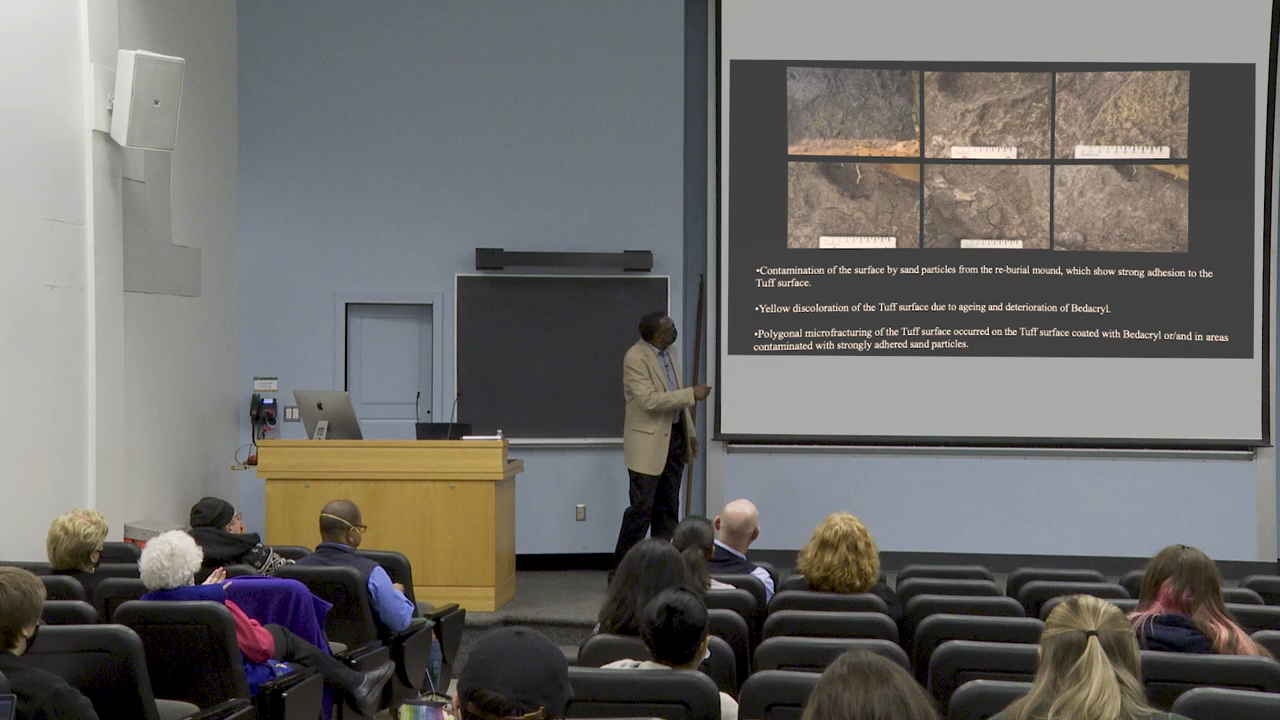 •Contamination of the surface by sand particles from the re-burial mound, which show strong adhesion to the
Tuff surface.
•Yellow discoloration of the Tuff surface due to ageing and deterioration of Bedacryl.
•Polygonal microfracturing of the Tuff surface occurred on the Tuff surface coated with Bedacryl or/and in areas
contaminated with strongly adhered sand particles.